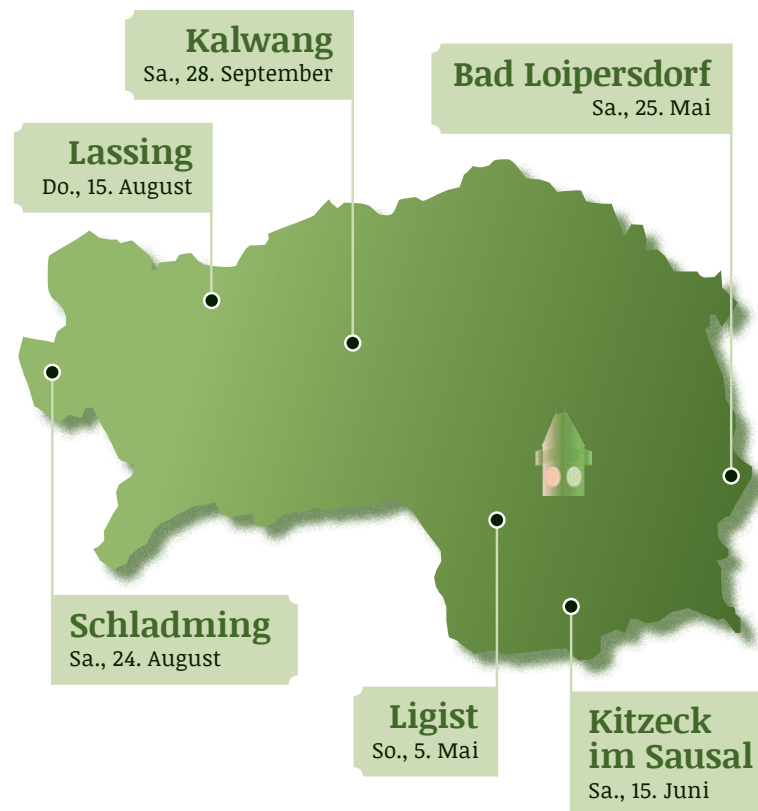 Kalwang
Sa., 28. September
Bad Loipersdorf
Sa., 25. Mai
Lassing
Do., 15. August
Schladming
Sa., 24. August
Ligist
So., 5. Mai
Kitzeck
im Sausal
Sa., 15. Juni